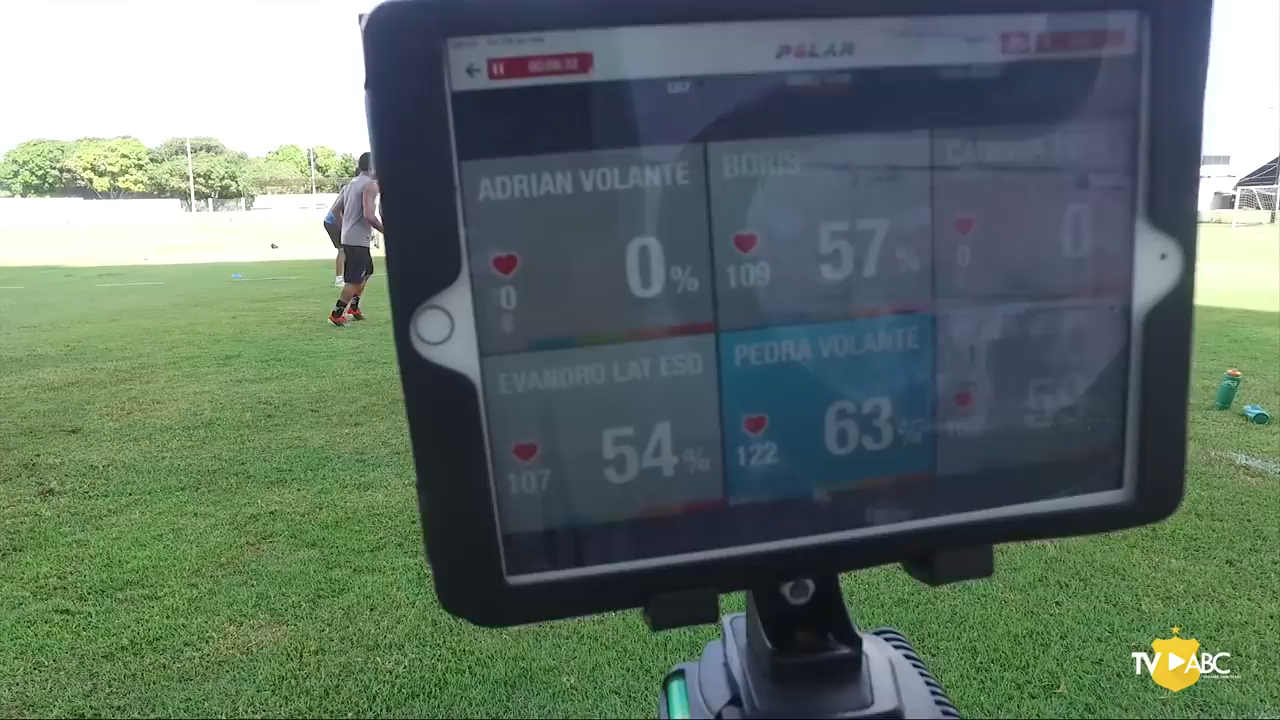 POLAR
ADRIAN VOLANTE
0%
0
BORIS
57%
109
0
0
EVANDRO LAT ESQ
54%
107
PEDRA VOLANTE
63%
122
TV ABC